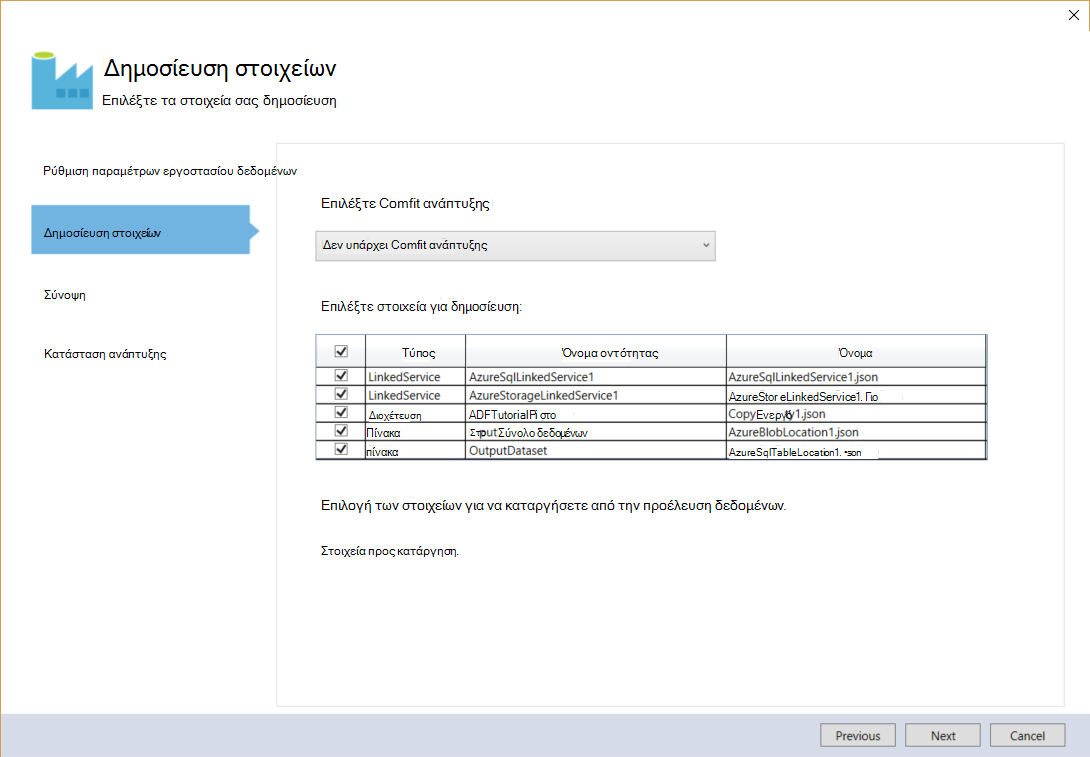 Δημοσίευση στοιχείων
Επιλέξτε τα στοιχεία σας δημοσίευση
Ρύθμιση παραμέτρων εργοστασίου δεδομένων
Δημοσίευση στοιχείων
Σύνοψη
Κατάσταση ανάπτυξης
Επιλέξτε Comfit ανάπτυξης
Δεν υπάρχει Comfit ανάπτυξης
Επιλέξτε στοιχεία για δημοσίευση:
Τύπος Όνομα οντότητας Όνομα
LinkedService AzureSqlLinkedService1 AzureSqlLinkedService1.json
LinkedService AzureStorageLinkedService1 AzureStor eLinkedService1. Γιο
Διοχέτευση ADFTutorialPi στο Copy 1.json
Πίνακα Σύνολο δεδομένων AzureBlobLocation1.json
πίνακα OutputDataset AzureSqlTableLocation1. son
Επιλογή των στοιχείων για να καταργήσετε από την προέλευση δεδομένων.
Στοιχεία προς κατάργηση.
Previous Next Cancel